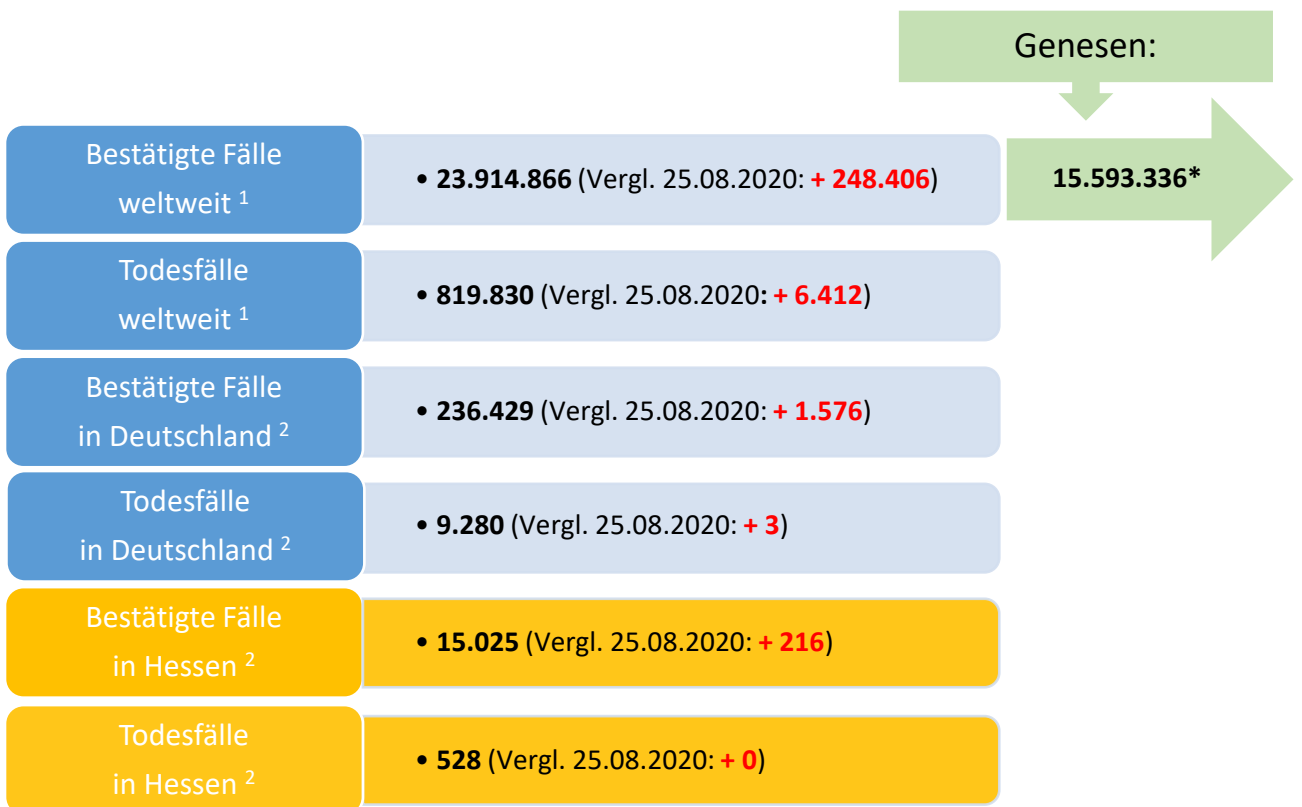 Genesen:
Bestätigte Fälle
weltweit ¹
• 23.914.866 (Vergl. 25.08.2020: + 248.406)
15.593.336*
Todesfälle
weltweit ¹
• 819.830 (Vergl. 25.08.2020: + 6.412)
Bestätigte Fälle
in Deutschland ²
• 236.429 (Vergl. 25.08.2020: + 1.576)
Todesfälle
in Deutschland ²
• 9.280 (Vergl. 25.08.2020: + 3)
Bestätigte Fälle
in Hessen ²
• 15.025 (Vergl. 25.08.2020: + 216)
Todesfälle
in Hessen ²
• 528 (Vergl. 25.08.2020: + 0)